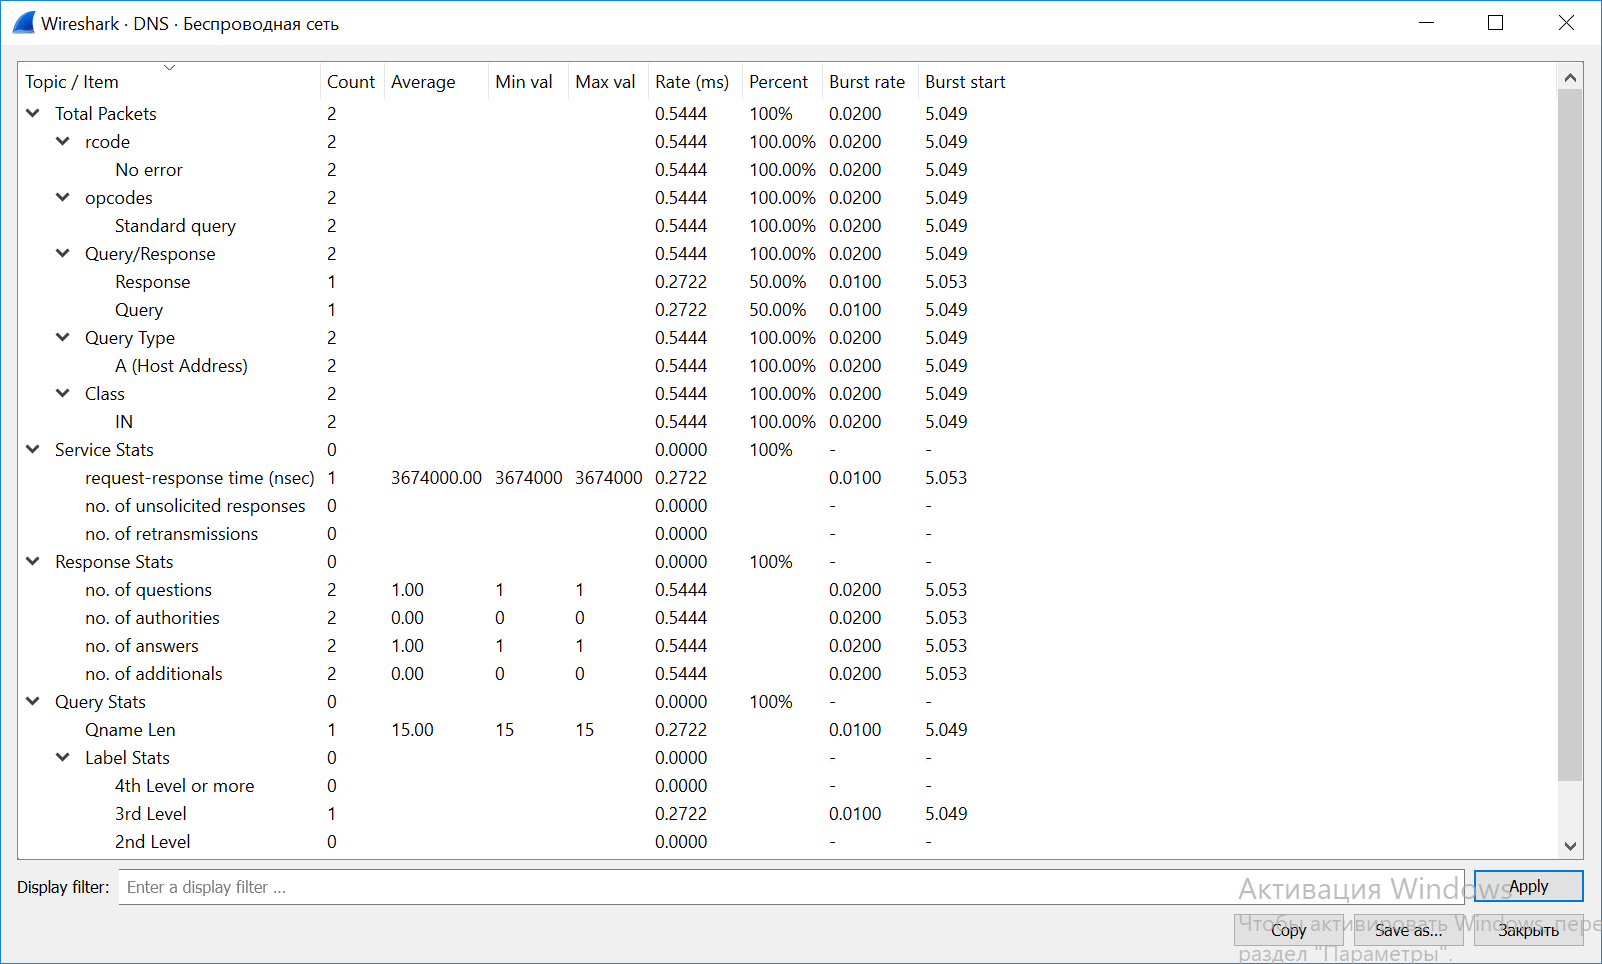 Wireshark · DNS · Беспроводная сеть
Topic / Item Count Average Min val Max val Rate (ms) Percent Burst rate Burst start
Total Packets 2 0.5444 100% 0.0200 5.049
rcode 2 0.5444 100.00% 0.0200 5.049
No error 2 0.5444 100.00% 0.0200 5.049
opcodes 2 0.5444 100.00% 0.0200 5.049
Standard query 2 0.5444 100.00% 0.0200 5.049
Query/Response 2 0.5444 100.00% 0.0200 5.049
Response 1 0.2722 50.00% 0.0100 5.053
Query 1 0.2722 50.00% 0.0100 5.049
Query Type 2 0.5444 100.00% 0.0200 5.049
A (Host Address) 2 0.5444 100.00% 0.0200 5.049
Class 2 0.5444 100.00% 0.0200 5.049
IN 2 0.5444 100.00% 0.0200 5.049
Service Stats 0 0.0000 100% - -
request-response time (nsec) 1 3674000.00 3674000 3674000 0.2722 0.0100 5.053
no. of unsolicited responses 0 0.0000 - -
no. of retransmissions 0 0.0000 - -
Response Stats 0 0.0000 100% - -
no. of questions 2 1.00 1 1 0.5444 0.0200 5.053
no. of authorities 2 0.00 0 0 0.5444 0.0200 5.053
no. of answers 2 1.00 1 1 0.5444 0.0200 5.053
no. of additionals 2 0.00 0 0 0.5444 0.0200 5.053
Query Stats 0 0.0000 100% - -
Qname Len 1 15.00 15 15 0.2722 0.0100 5.049
Label Stats 0 0.0000 - -
4th Level or more 0 0.0000 - -
3rd Level 1 0.2722 0.0100 5.049
2nd Level 0 0.0000 - -
Display filter: Enter a display filter ... Apply
Активация Windows
Copy Save as... Закрыть
Чтобы активировать Windows, пере
раздел "Параметры".